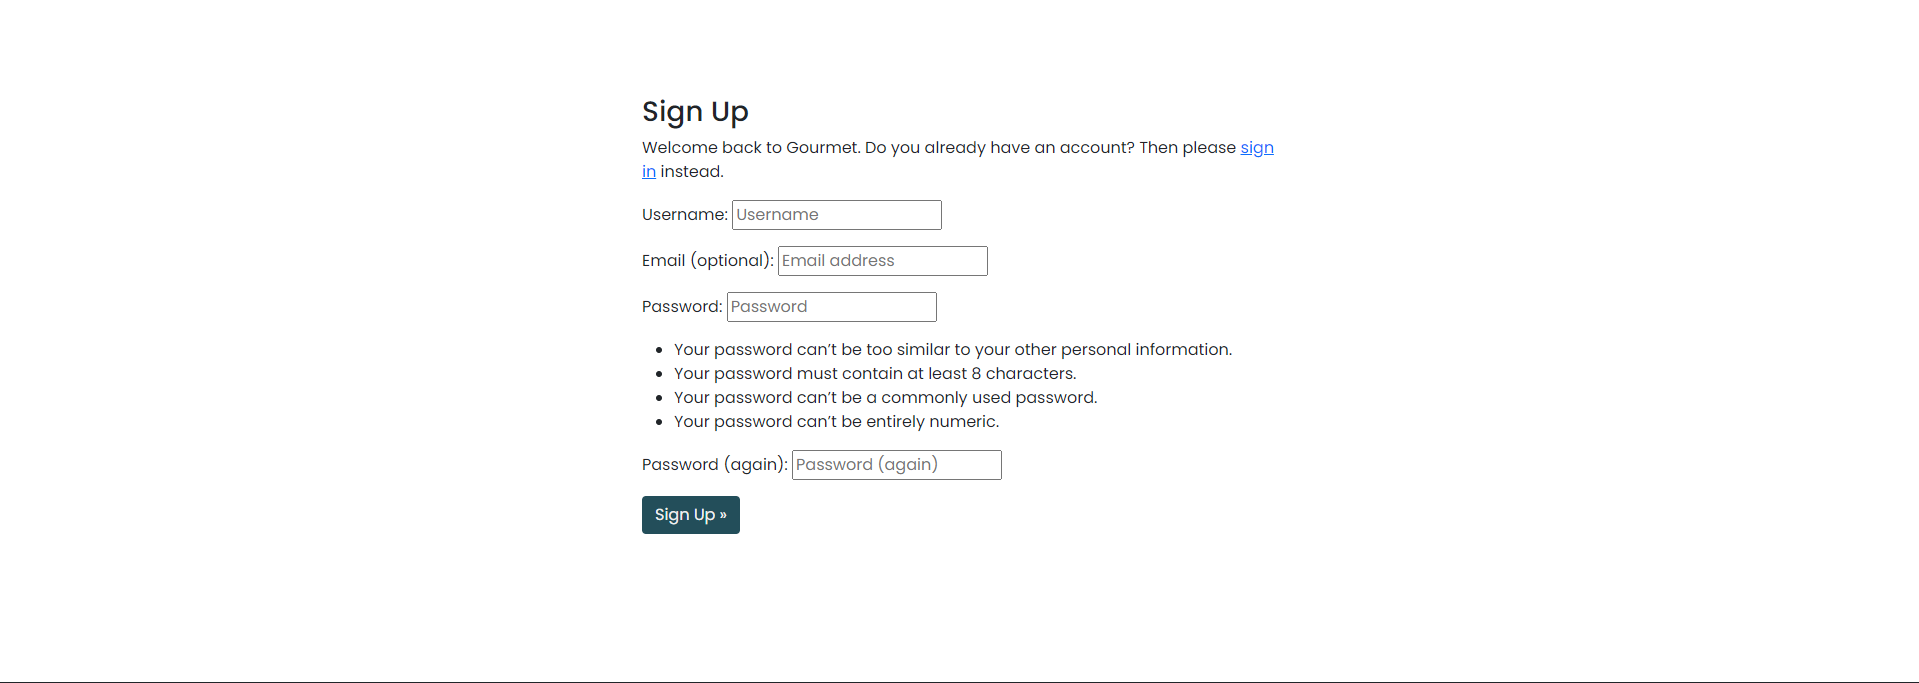 Sign Up
Welcome back to Gourmet. Do you already have an account? Then please sign
in instead.
Username: Username
Email (optional): Email address
Password: Password
• Your password can’t be too similar to your other personal information.
• Your password must contain at least 8 characters.
• Your password can’t be a commonly used password.
• Your password can’t be entirely numeric.
Password (again): Password (again)
Sign Up »